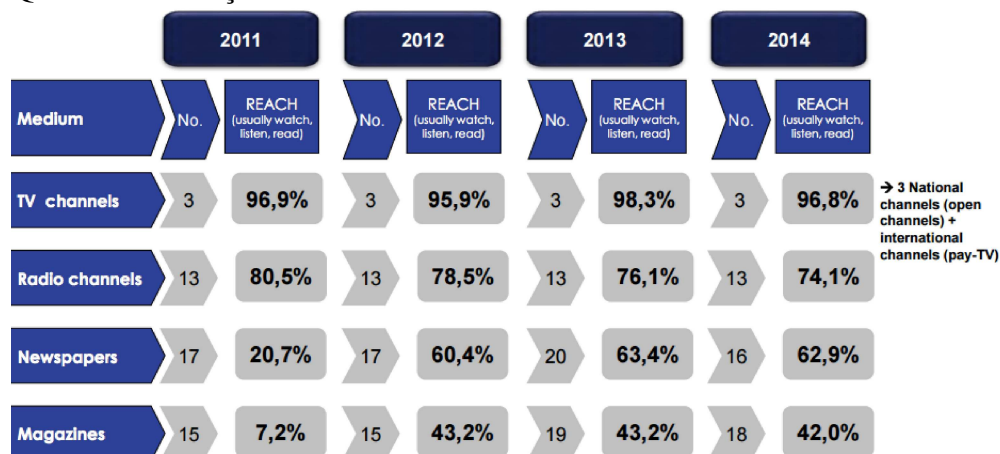 2011 2012 2013 2014
Medium No. REACH (usually watch, listen, read) No. REACH (usually watch, listen, read) No. REACH (usually watch, listen, read) No. REACH (usually watch, listen, read)
TV channels 3 96,9% 3 95,9% 3 98,3% 3 96,8%
→ 3 National
channels (open
channels) +
international
channels (pay-TV)
Radio channels 13 80,5% 13 78,5% 13 76,1% 13 74,1%
Newspapers 17 20,7% 17 60,4% 20 63,4% 16 62,9%
Magazines 15 7,2% 15 43,2% 19 43,2% 18 42,0%